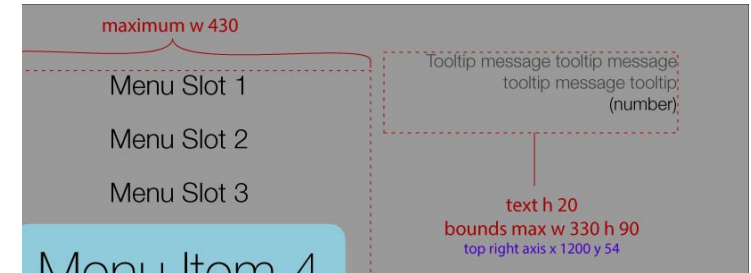 maximum w 430
Menu Slot 1
Menu Slot 2
Menu Slot 3
Menu Item 4
Tooltip message tooltip message
tooltip message tooltip
(number)
text h 20
bounds max w 330 h 90
top right axis x 1200 y 54